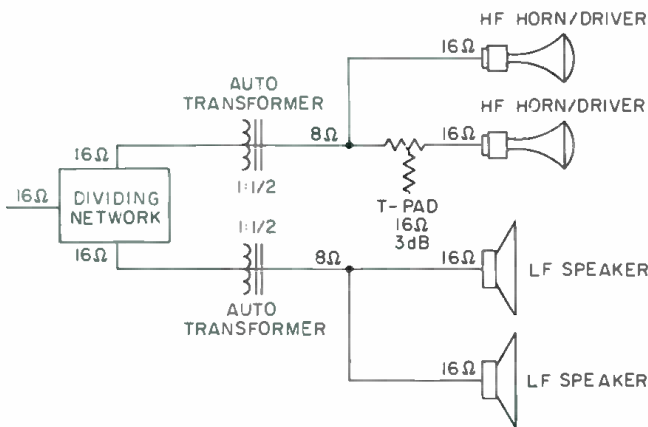 HF HORN/DRIVER
16Ω
AUTO
TRANSFORMER
HF HORN/DRIVER
8Ω
16Ω
16Ω
1:1/2
T-PAD
16Ω
3dB
16Ω
DIVIDING
NETWORK
1:1/2
16Ω
8Ω
16Ω
LF SPEAKER
AUTO
TRANSFORMER
16Ω
LF SPEAKER